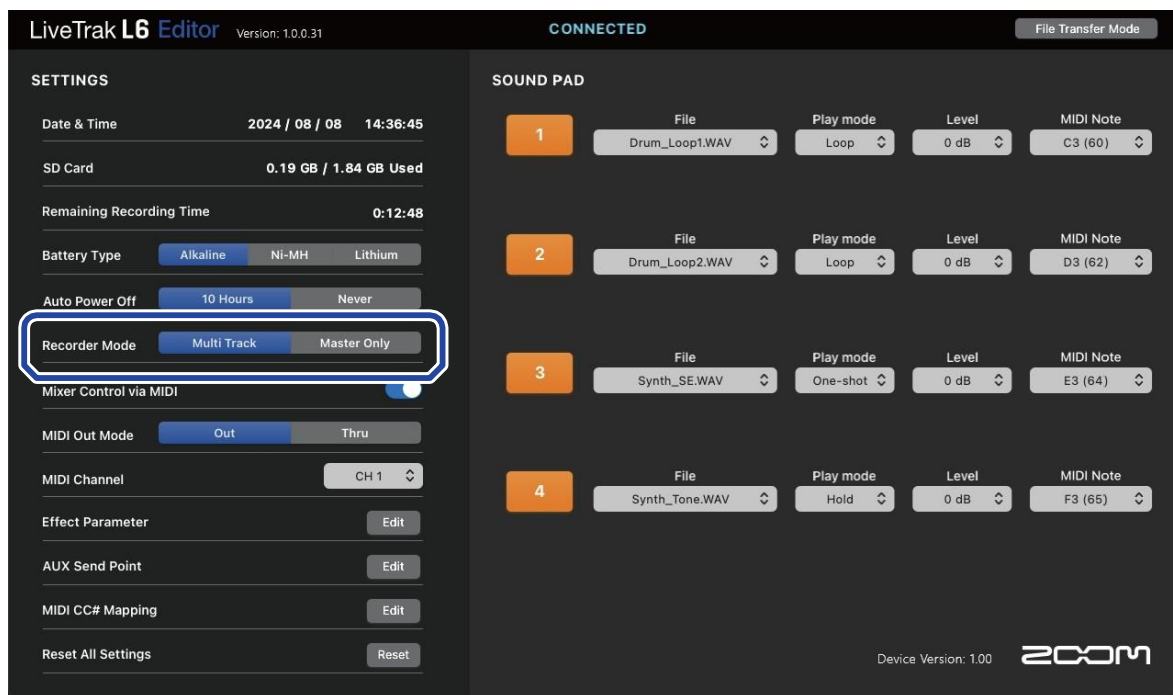 LiveTrak L6 Editor Version: 1.0.0.31 CONNECTED File Transfer Mode
SETTINGS
Date & Time 2024 / 08 / 08 14:36:45
SD Card 0.19 GB / 1.84 GB Used
Remaining Recording Time 0:12:48
Battery Type Alkaline Ni-MH Lithium
Auto Power Off 10 Hours Never
Recorder Mode Multi Track Master Only
Mixer Control via MIDI
MIDI Out Mode Out Thru
MIDI Channel CH 1
Effect Parameter Edit
AUX Send Point Edit
MIDI CC# Mapping Edit
Reset All Settings Reset
SOUND PAD
File Play mode Level MIDI Note
1 Drum_Loop1.WAV Loop 0 dB C3 (60)
File Play mode Level MIDI Note
2 Drum_Loop2.WAV Loop 0 dB D3 (62)
File Play mode Level MIDI Note
3 Synth_SE.WAV One-shot 0 dB E3 (64)
File Play mode Level MIDI Note
4 Synth_Tone.WAV Hold 0 dB F3 (65)
Device Version: 1.00 ZOOM